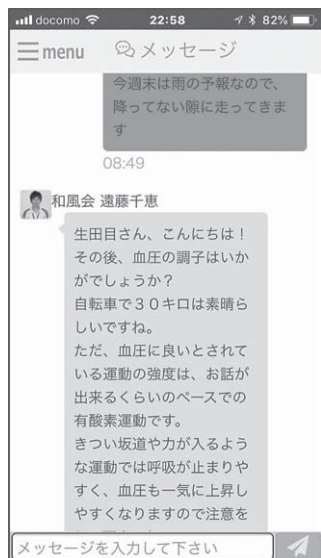 docomo 22:58 82%
menu メッセージ
今週末は雨の予報なので、
降ってない隙に走ってきま
す
08:49
和風会 遠藤千恵
生田目さん、こんにちは！
その後、血圧の調子はいか
がでしょうか？
自転車で３０キロは素晴ら
しいですね。
ただ、血圧に良いとされて
いる運動の強度は、お話が
出来るくらいのペースでの
有酸素運動です。
きつい坂道や力が入るよう
な運動では呼吸が止まりや
すく、血圧も一気に上昇し
やすくなりますので注意を
メッセージを入力して下さい